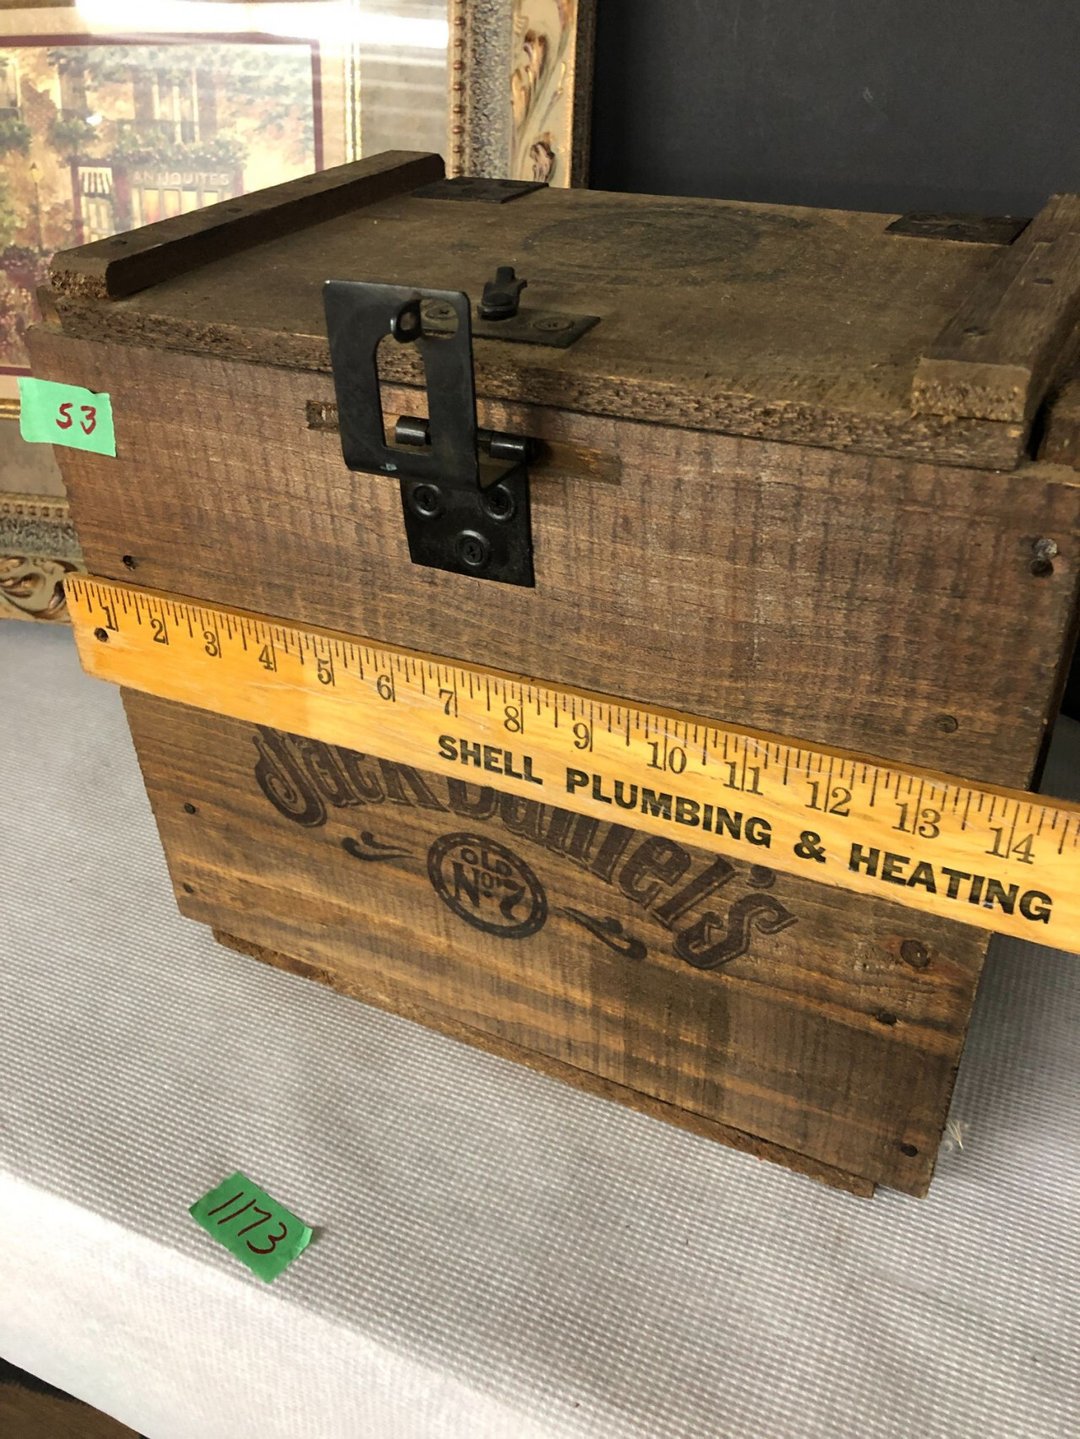 ANTIQUITES
53
1 2 3 4 5 6 7 8 9 10 11 12 13 14
SHELL PLUMBING & HEATING
Jack Daniel's
OLD
No. 7
1173